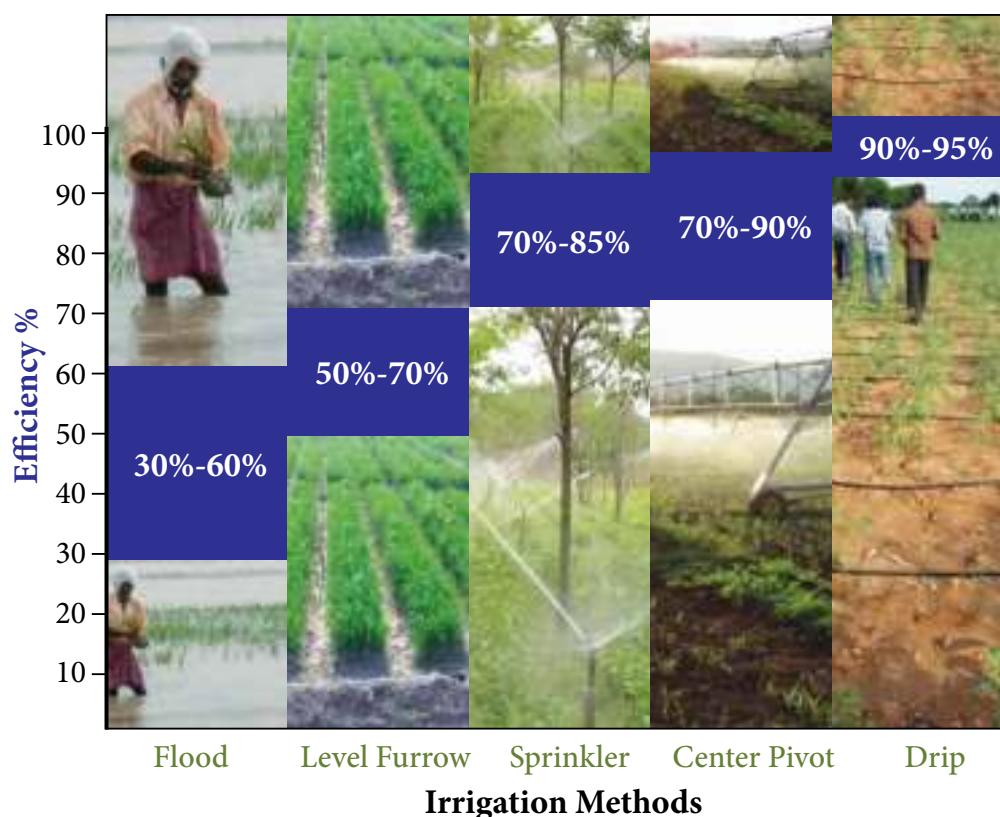 100
90
80
70
60
50
40
30
20
10
Efficiency %
30%-60%
50%-70%
70%-85%
70%-90%
90%-95%
Flood
Level Furrow
Sprinkler
Center Pivot
Drip
Irrigation Methods